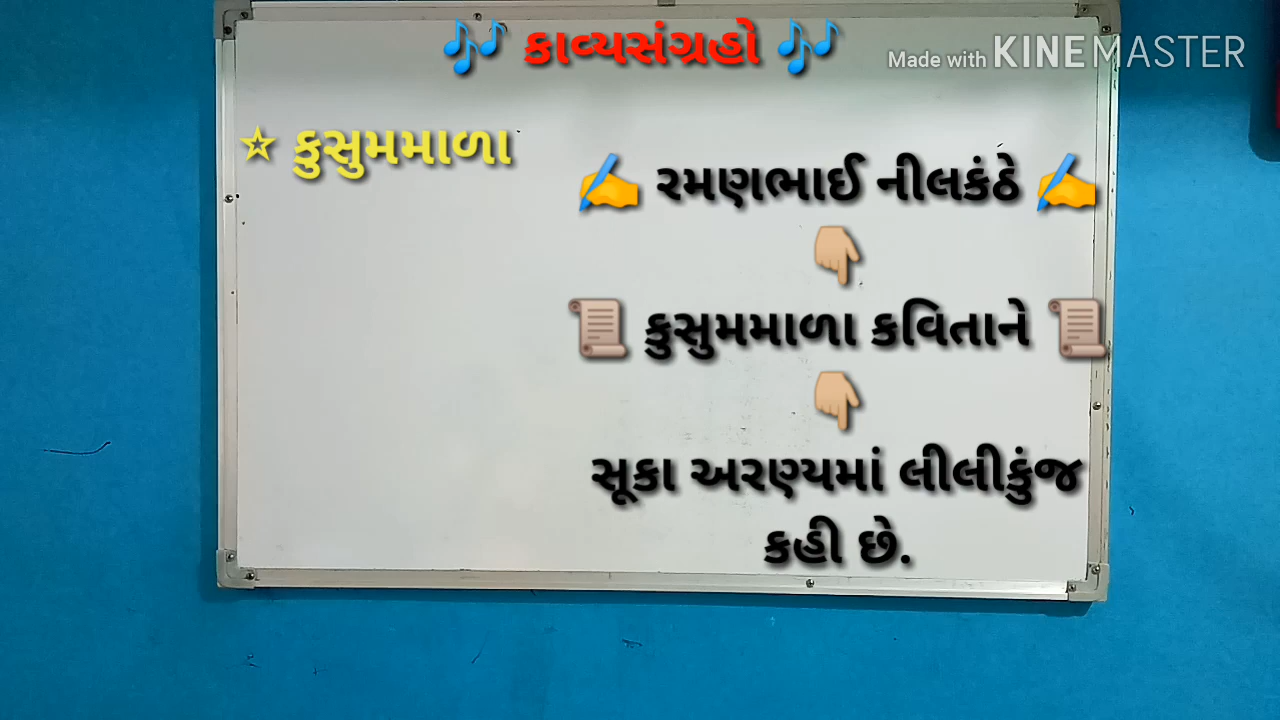 🎶 કાવ્યસંગ્રહો 🎶
Made with KINEMASTER
☆ કુસુમમાળા
✍ રમણભાઈ નીલકંઠે ✍
👇
📜 કુસુમમાળા કવિતાને 📜
👇
સૂકા અરણ્યમાં લીલીકુંજ
કહી છે.